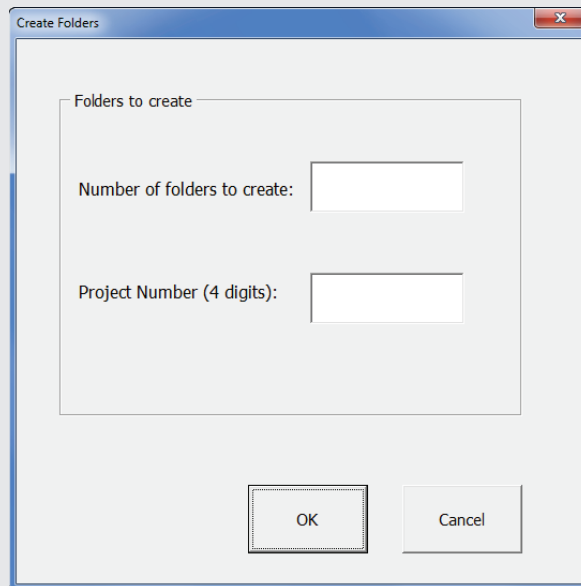 Create Folders
Folders to create
Number of folders to create:
Project Number (4 digits):
OK
Cancel